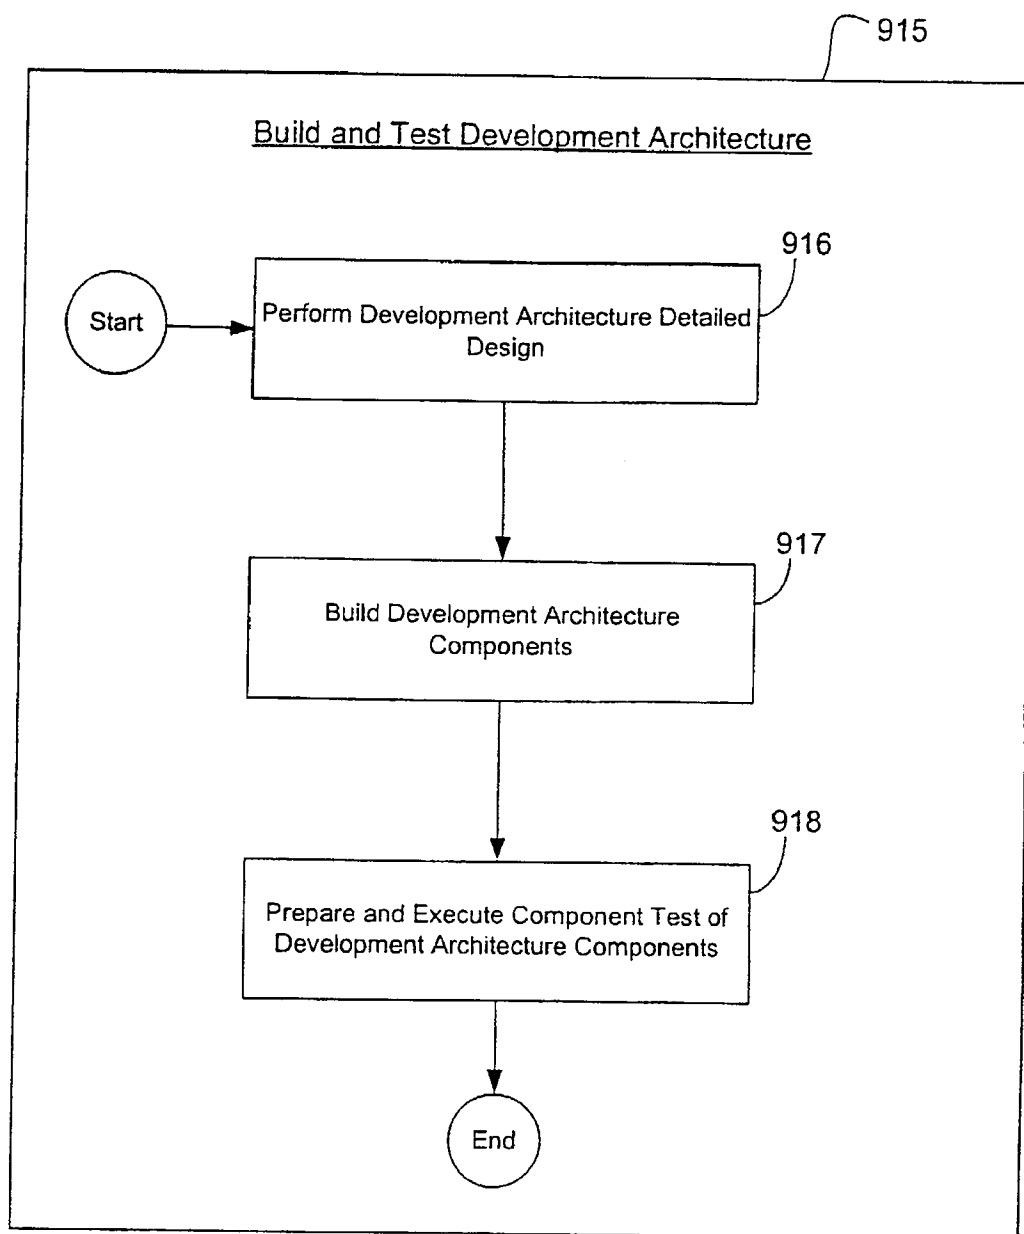 915
Build and Test Development Architecture
916
Start
Perform Development Architecture Detailed
Design
917
Build Development Architecture
Components
918
Prepare and Execute Component Test of
Development Architecture Components
End